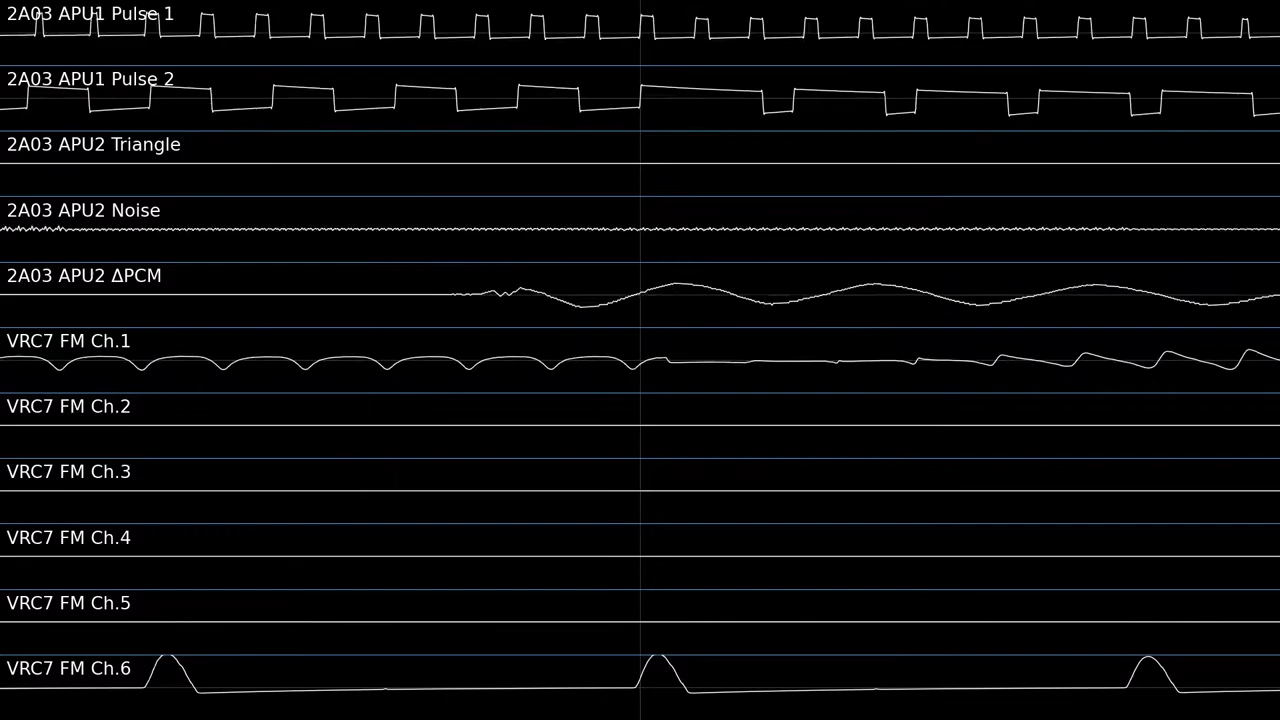 2A03 APU1 Pulse 1
2A03 APU1 Pulse 2
2A03 APU2 Triangle
2A03 APU2 Noise
2A03 APU2 ΔPCM
VRC7 FM Ch.1
VRC7 FM Ch.2
VRC7 FM Ch.3
VRC7 FM Ch.4
VRC7 FM Ch.5
VRC7 FM Ch.6